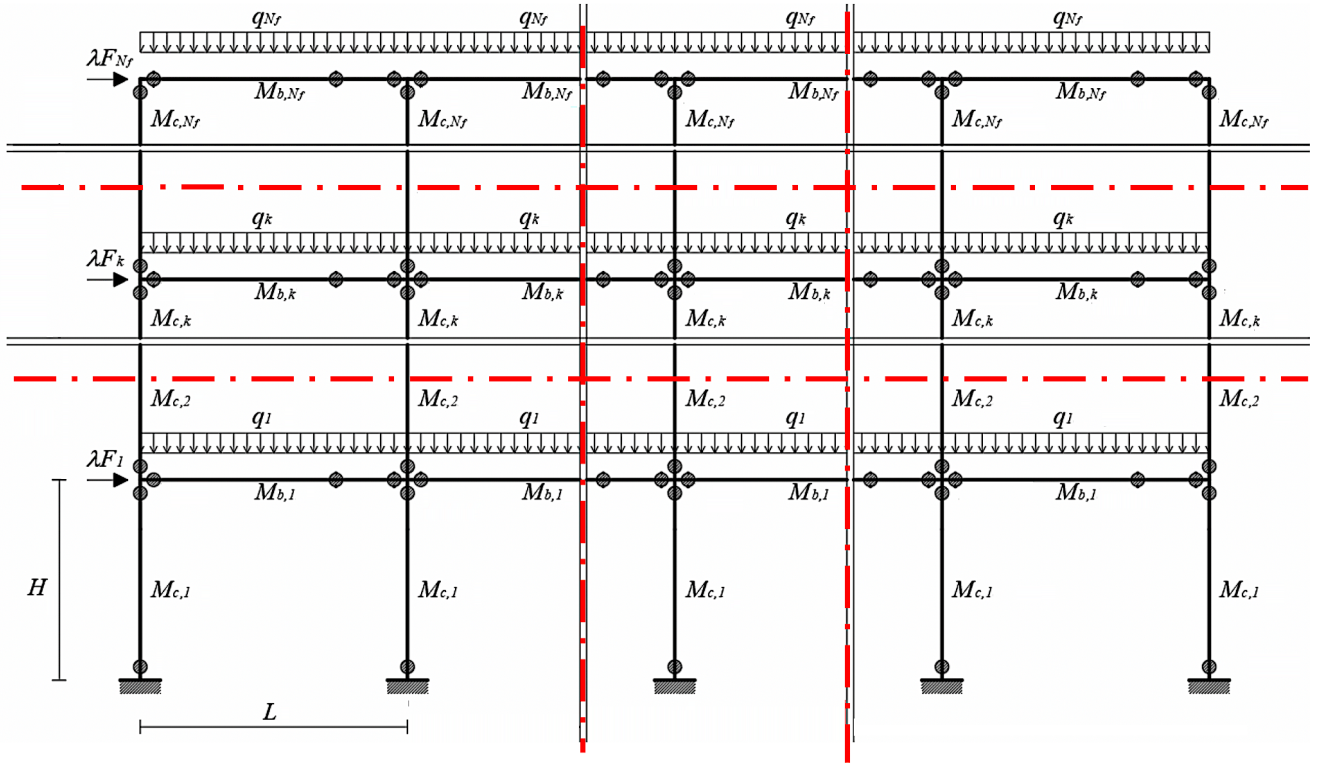 qNf qNf qNf qNf
λFNf
Mb,Nf Mb,Nf Mb,Nf Mb,Nf
Mc,Nf Mc,Nf Mc,Nf Mc,Nf Mc,Nf
qk qk qk qk
λFk
Mb,k Mb,k Mb,k Mb,k
Mc,k Mc,k Mc,k Mc,k Mc,k
Mc,2 Mc,2 Mc,2 Mc,2 Mc,2
q1 q1 q1 q1
λF1
Mb,1 Mb,1 Mb,1 Mb,1
H Mc,1 Mc,1 Mc,1 Mc,1 Mc,1
L